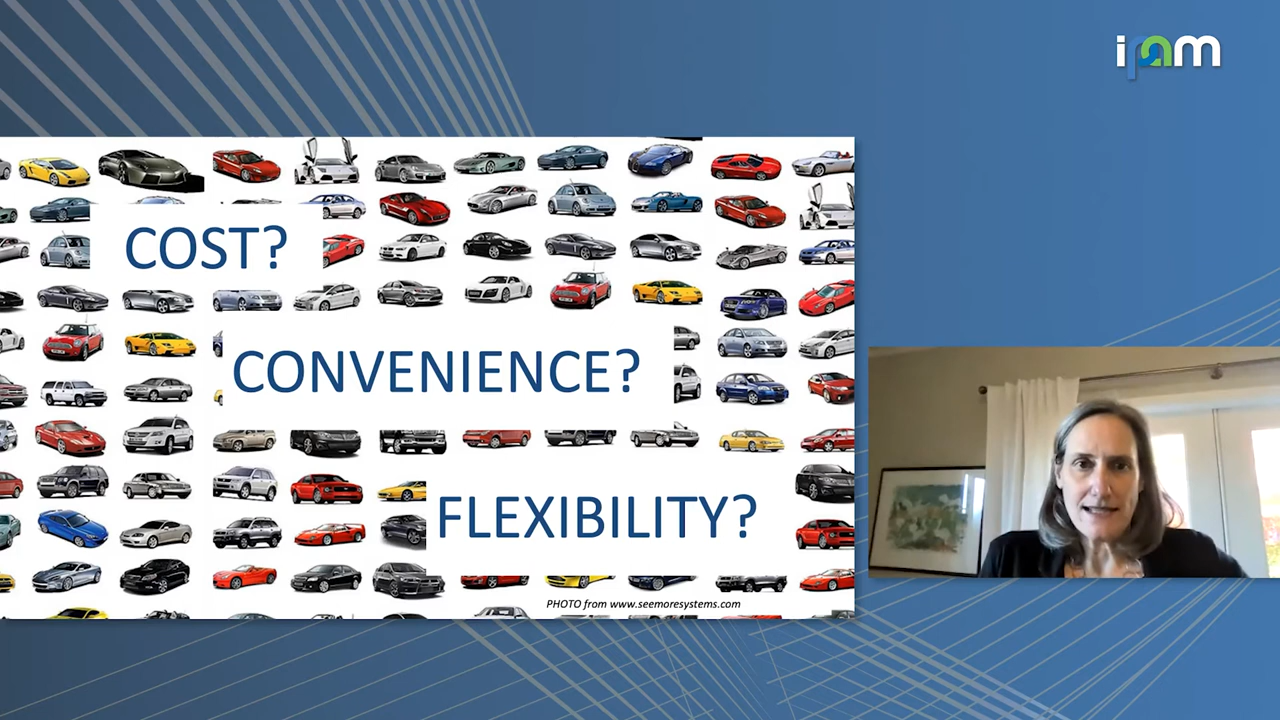 ipam
COST?
CONVENIENCE?
FLEXIBILITY?
PHOTO from www.seemoresystems.com